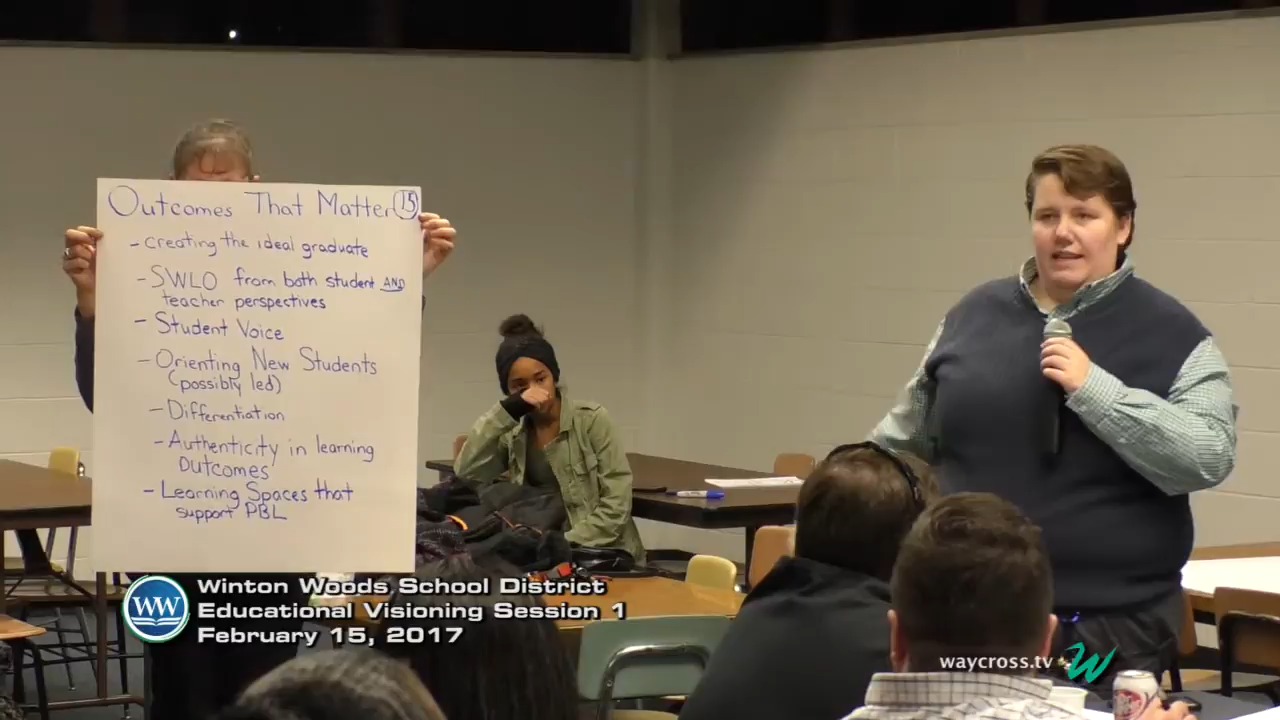 Outcomes That Matter 15
- creating the ideal graduate
- SWLO from both student AND
teacher perspectives
- Student Voice
- Orienting New Students
(possibly led)
- Differentiation
- Authenticity in learning
Outcomes
- Learning Spaces that
support PBL
WW
Winton Woods School District
Educational Visioning Session 1
February 15, 2017
waycross.tv W